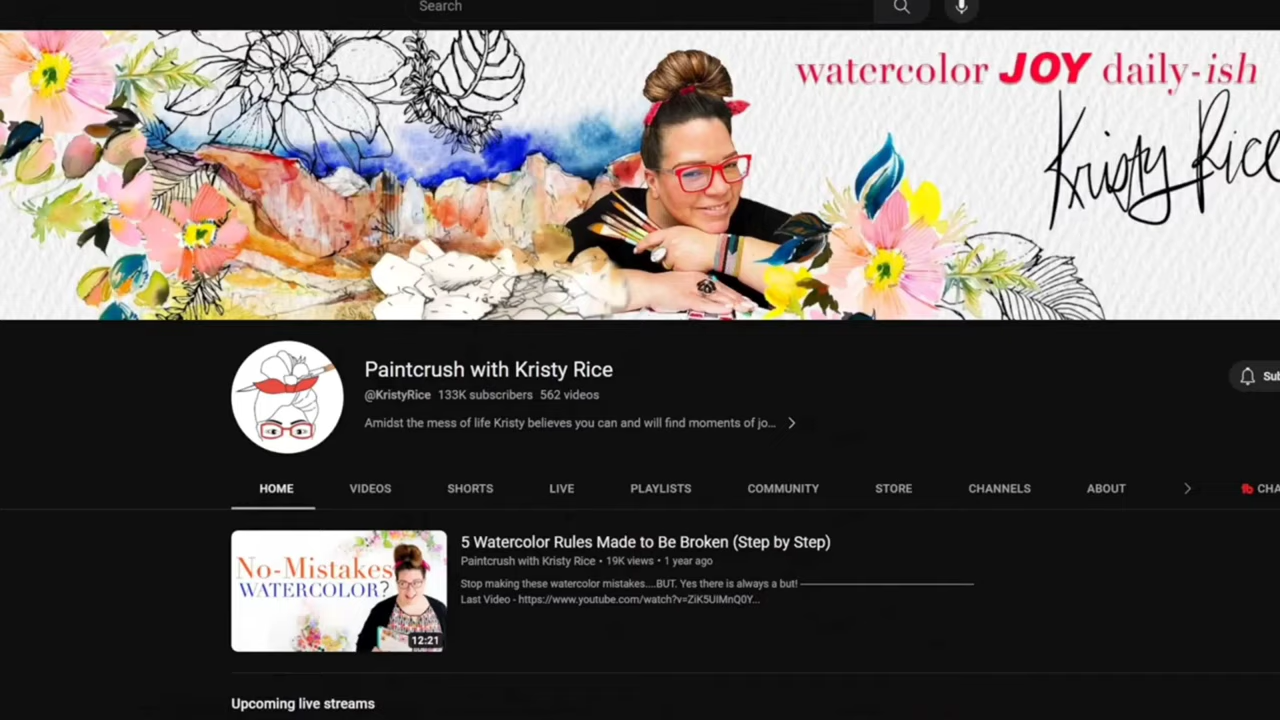 Search
watercolor JOY daily-ish
Kristy Rice
Paintcrush with Kristy Rice
@KristyRice 133K subscribers 562 videos
Amidst the mess of life Kristy believes you can and will find moments of jo...
HOME VIDEOS SHORTS LIVE PLAYLISTS COMMUNITY STORE CHANNELS ABOUT
No-Mistakes
WATERCOLOR?
12:21
5 Watercolor Rules Made to Be Broken (Step by Step)
Paintcrush with Kristy Rice • 19K views • 1 year ago
Stop making these watercolor mistakes....BUT. Yes there is always a but!
Last Video - https://www.youtube.com/watch?v=ZiK5UIMnQ0Y...
Upcoming live streams